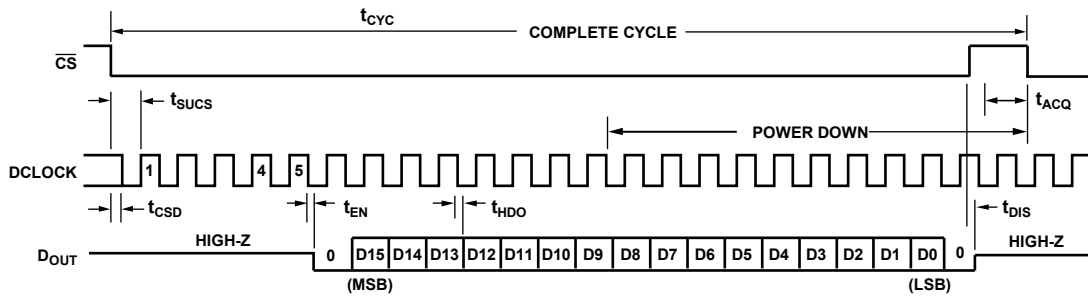 tCYC
COMPLETE CYCLE
CS
tSUCS
tACQ
POWER DOWN
DCLOCK
1
4
5
tCSD
tEN
tHDO
tDIS
DOUT
HIGH-Z
0
D15
D14
D13
D12
D11
D10
D9
D8
D7
D6
D5
D4
D3
D2
D1
D0
0
HIGH-Z
(MSB)
(LSB)